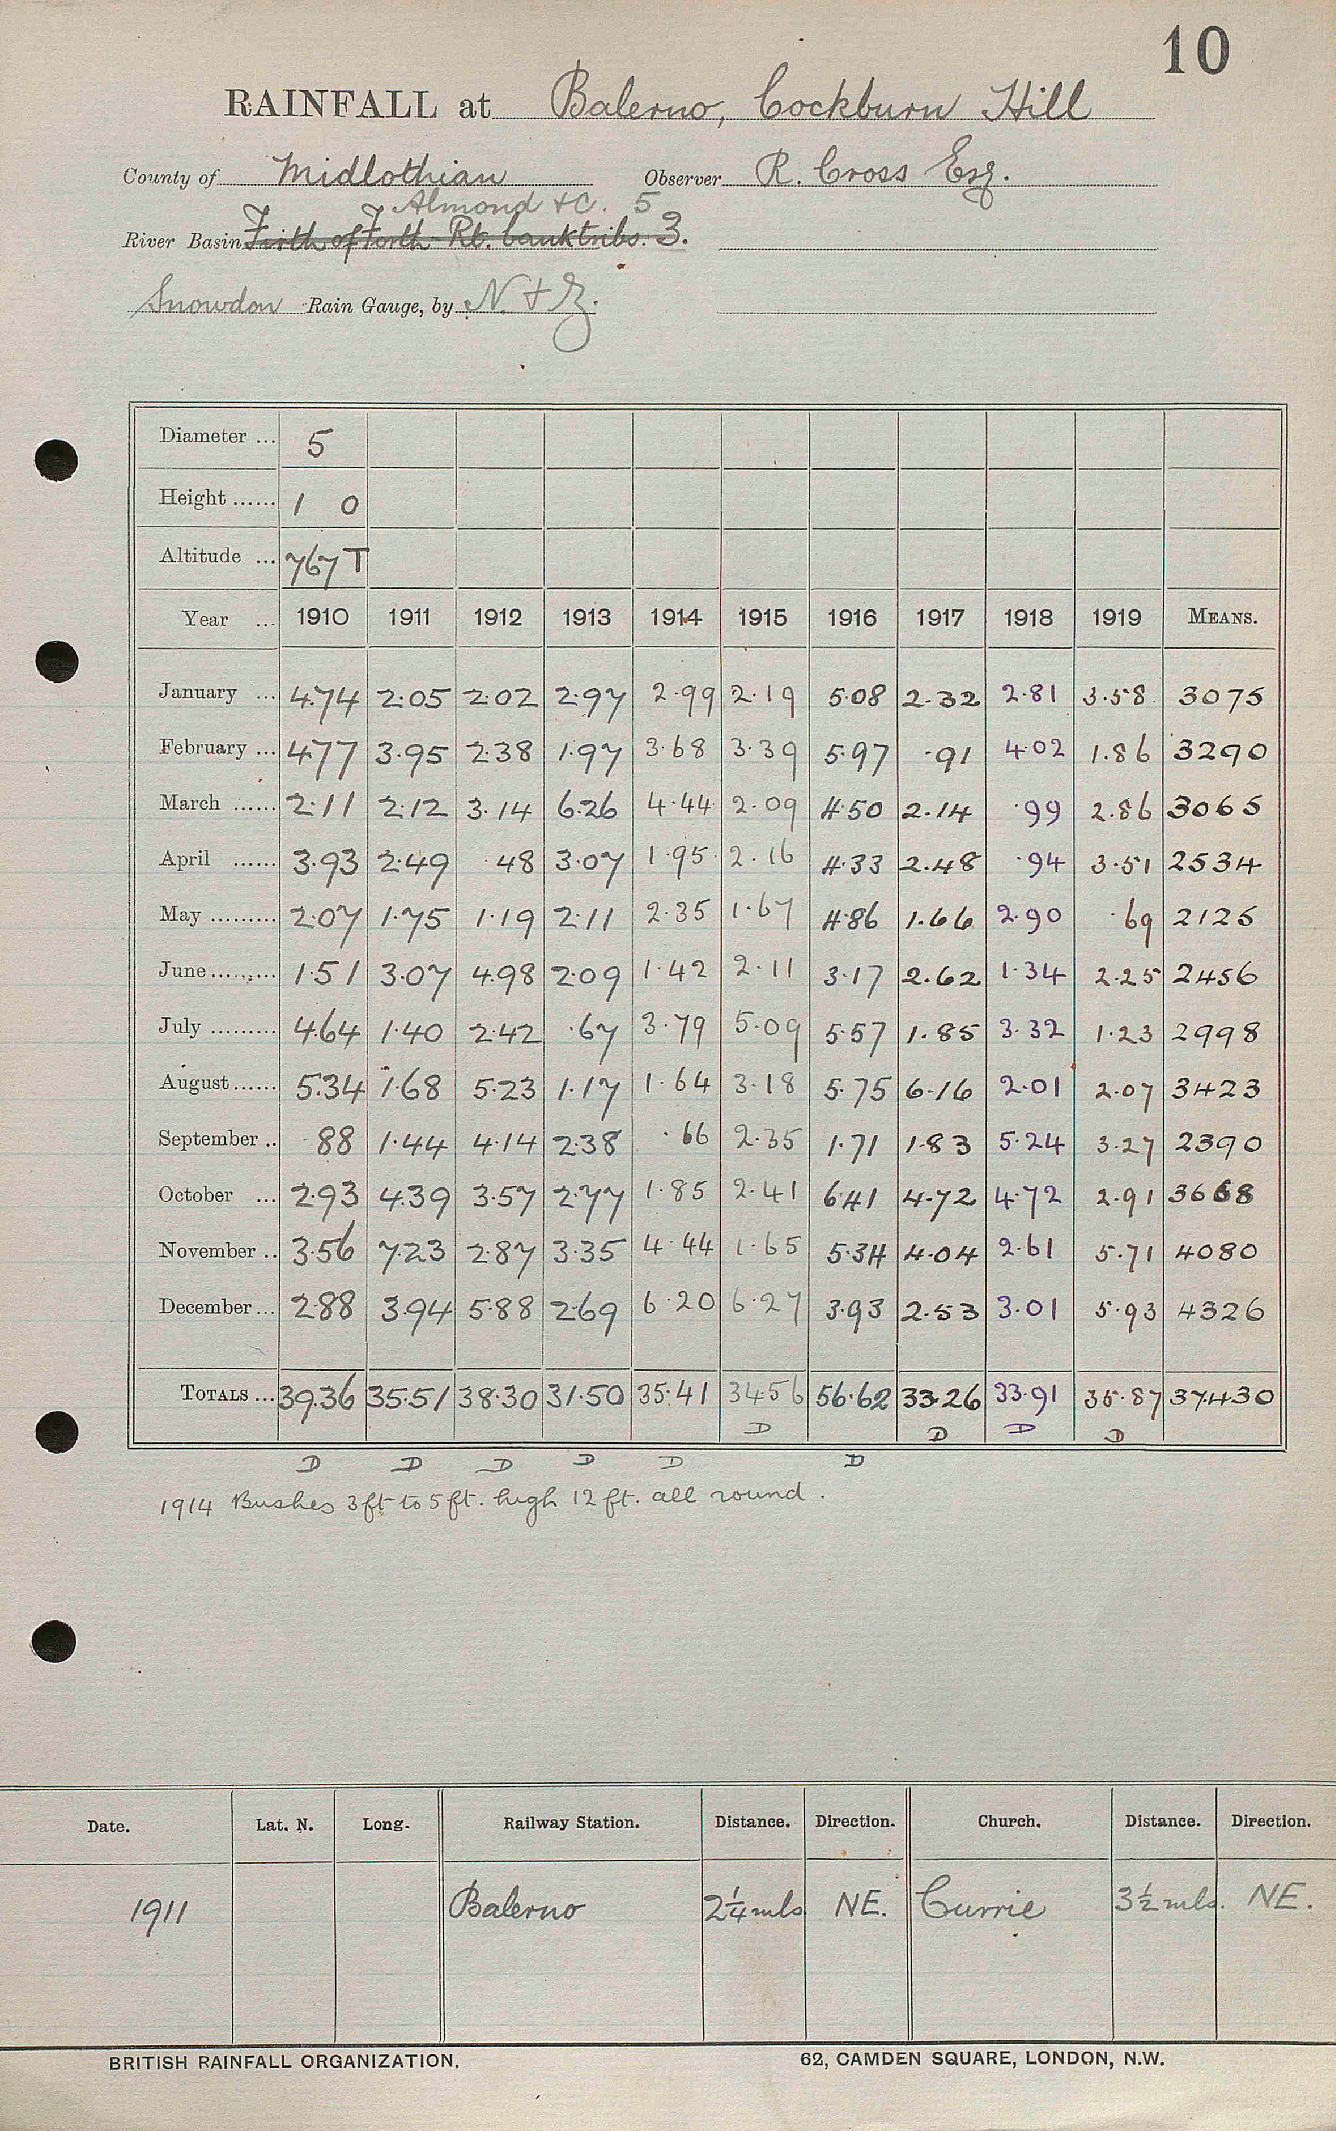 10
RAINFALL at Balerno, Cockburn Hill
County of Midlothian Observer R. Cross Esq.
Almond &c. 5
River Basin Firth of Forth Rt. bank tribs. 3.
Snowdon Rain Gauge, by N. & Z.
Diameter ... 5
Height ...... 1 0
Altitude ... 767 T
Year ... 1910 1911 1912 1913 1914 1915 1916 1917 1918 1919 MEANS.
January ... 4.74 2.05 2.02 2.97 2.99 2.19 5.08 2.32 2.81 3.58 3075
February ... 4.77 3.95 2.38 1.97 3.68 3.39 5.97 .91 4.02 1.86 3290
March ...... 2.11 2.12 3.14 6.26 4.44 2.09 4.50 2.14 .99 2.86 3065
April ...... 3.93 2.49 .48 3.07 1.95 2.16 4.33 2.48 .94 3.51 2534
May ......... 2.07 1.75 1.19 2.11 2.35 1.67 4.86 1.66 2.90 .69 2125
June ......... 1.51 3.07 4.98 2.09 1.42 2.11 3.17 2.62 1.34 2.25 2456
July ......... 4.64 1.40 2.42 .67 3.79 5.09 5.57 1.85 3.32 1.23 2998
August ...... 5.34 1.68 5.23 1.17 1.64 3.18 5.75 6.16 2.01 2.07 3423
September .. .88 1.44 4.14 2.38 .66 2.35 1.71 1.83 5.24 3.27 2390
October ... 2.93 4.39 3.57 2.77 1.85 2.41 6.41 4.72 4.72 2.91 3668
November .. 3.56 7.23 2.87 3.35 4.44 1.65 5.34 4.04 2.61 5.71 4080
December ... 2.88 3.94 5.88 2.69 6.20 6.27 3.93 2.53 3.01 5.93 4326
TOTALS ... 39.36 35.51 38.30 31.50 35.41 34.56 56.62 33.26 33.91 35.87 37.430
D D D D
D D D D D D
1914 Bushes 3ft to 5ft. high 12 ft. all round.
Date. Lat. N. Long. Railway Station. Distance. Direction. Church. Distance. Direction.
1911 Balerno 2¼ mls NE. Currie 3½ mls. NE.
BRITISH RAINFALL ORGANIZATION. 62, CAMDEN SQUARE, LONDON, N.W.